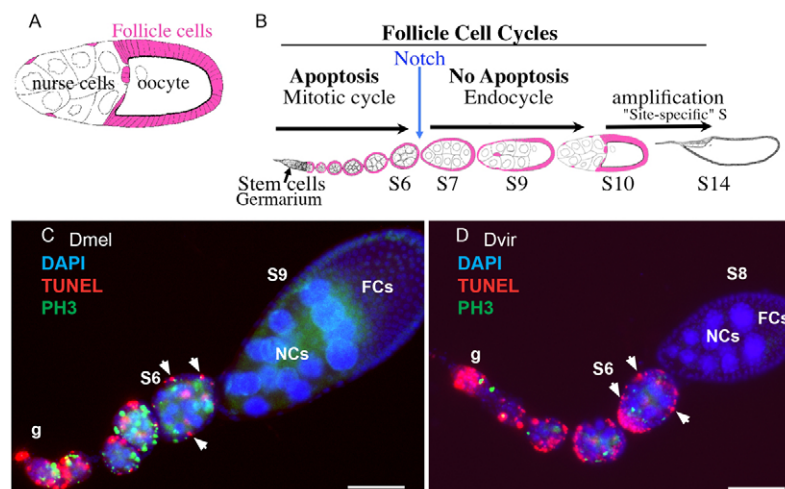 A
Follicle cells
nurse cells
oocyte
B
Follicle Cell Cycles
Notch
Apoptosis
Mitotic cycle
No Apoptosis
Endocycle
amplification
"Site-specific" S
Stem cells
Germarium
S6
S7
S9
S10
S14
C Dmel
DAPI
TUNEL
PH3
S9
FCs
NCs
S6
g
D Dvir
DAPI
TUNEL
PH3
S8
FCs
NCs
S6
g